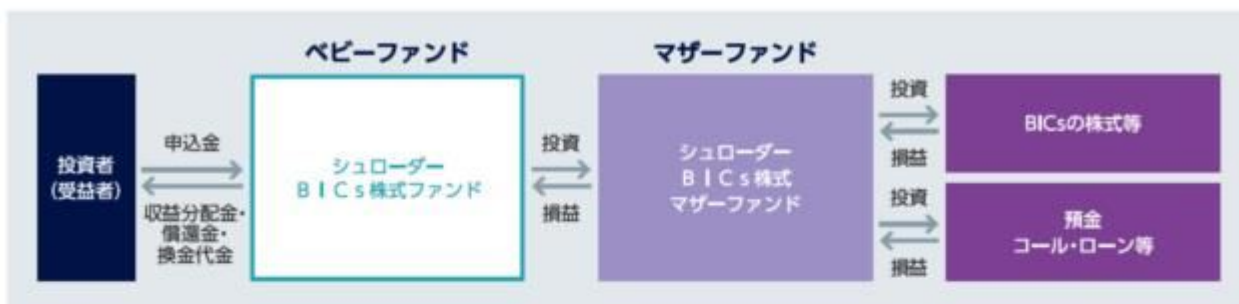 ベビーファンド
マザーファンド
投資者
(受益者)
申込金
収益分配金・
償還金・
換金代金
シュローダー
BICs株式ファンド
投資
損益
シュローダー
BICs株式
マザーファンド
投資
損益
BICsの株式等
投資
損益
預金
コール・ローン等